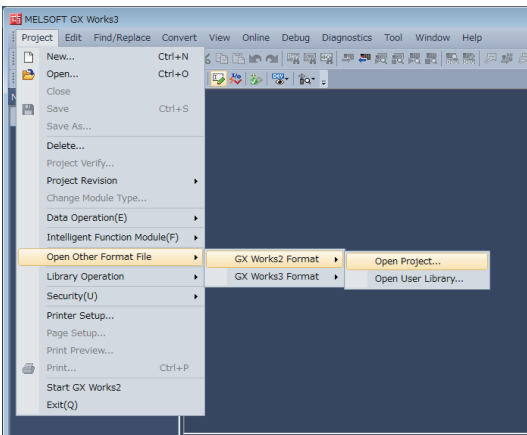 MELSOFT GX Works3
Project Edit Find/Replace Convert View Online Debug Diagnostics Tool Window Help
New... Ctrl+N
Open... Ctrl+O
Close
Save Ctrl+S
Save As...
Delete...
Project Verify...
Project Revision
Change Module Type...
Data Operation(E)
Intelligent Function Module(F)
Open Other Format File GX Works2 Format Open Project...
Library Operation GX Works3 Format Open User Library...
Security(U)
Printer Setup...
Page Setup...
Print Preview...
Print... Ctrl+P
Start GX Works2
Exit(Q)